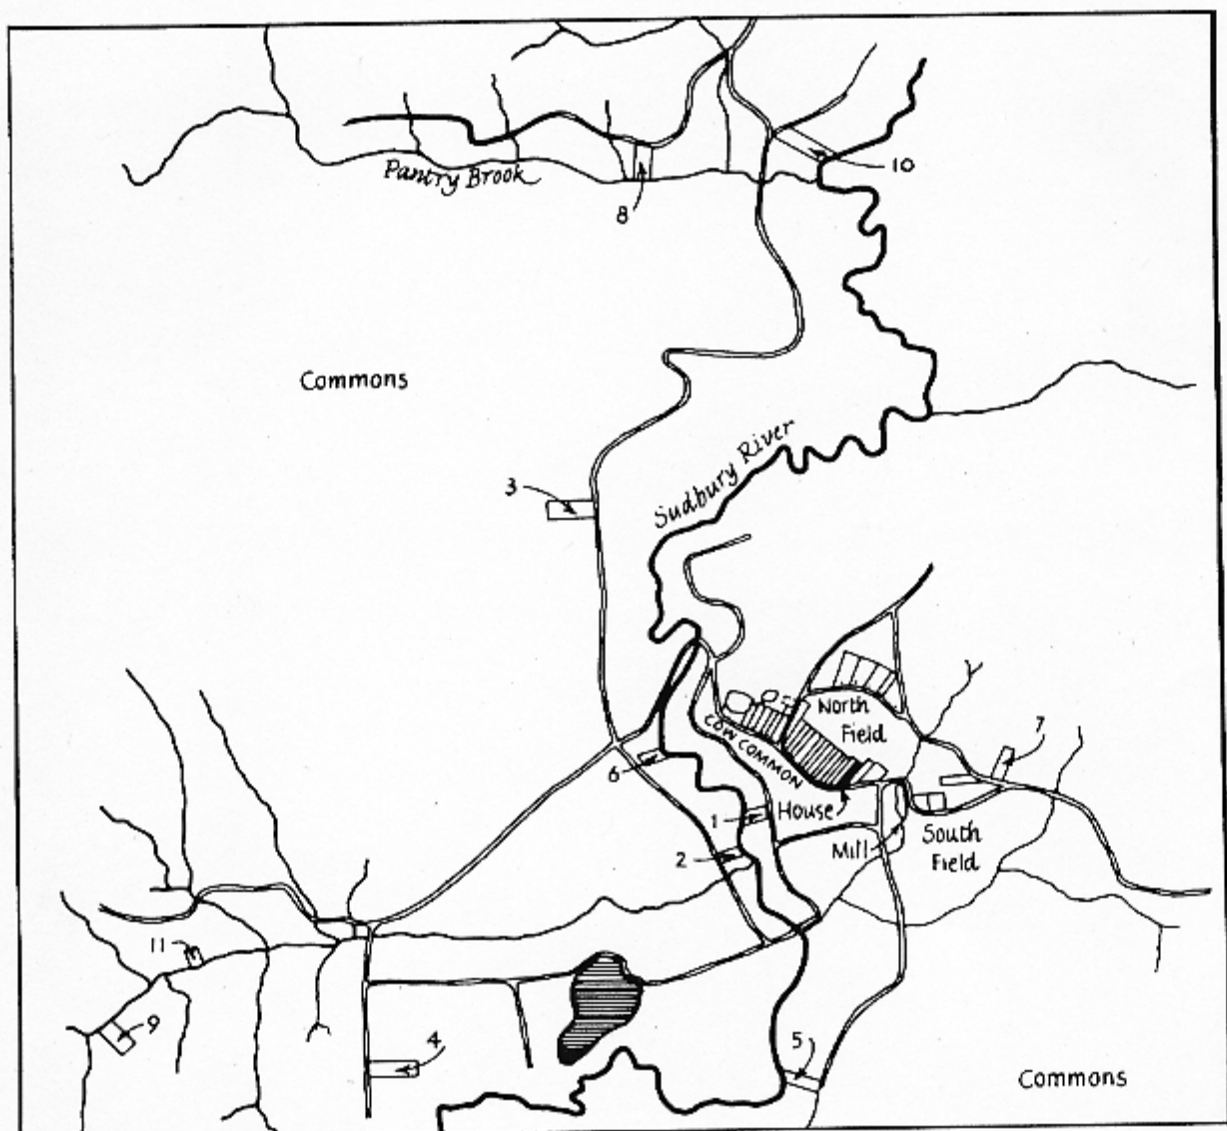 10
Pantry Brook
8
Commons
Sudbury River
3
North
Field
COW COMMON
7
6
House
1
South
Field
Mill
2
11
9
4
5
Commons